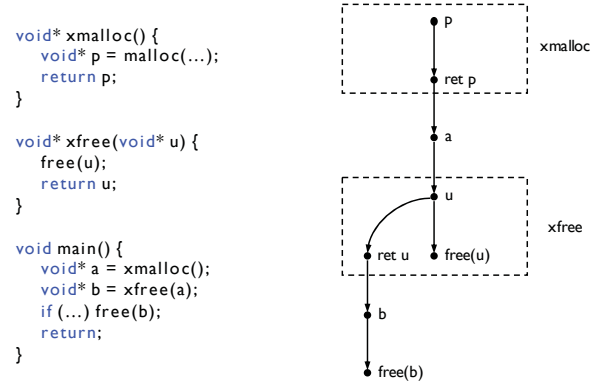 void* xmalloc() {
void* p = malloc(...);
return p;
}
void* xfree(void* u) {
free(u);
return u;
}
void main() {
void* a = xmalloc();
void* b = xfree(a);
if (...) free(b);
return;
}
p
xmalloc
ret p
a
u
xfree
ret u
free(u)
b
free(b)